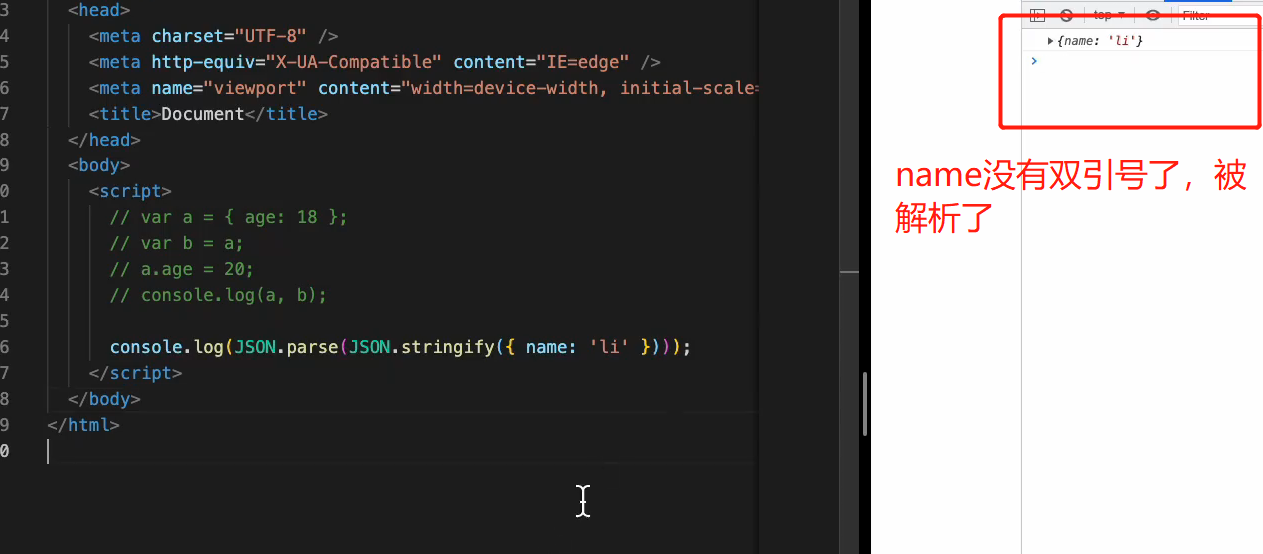 3 <head>
4 <meta charset="UTF-8" />
5 <meta http-equiv="X-UA-Compatible" content="IE=edge" />
6 <meta name="viewport" content="width=device-width, initial-scale=
7 <title>Document</title>
8 </head>
9 <body>
0 <script>
1 // var a = { age: 18 };
2 // var b = a;
3 // a.age = 20;
4 // console.log(a, b);
5
6 console.log(JSON.parse(JSON.stringify({ name: 'li' })));
7 </script>
8 </body>
9 </html>
0
top Filter
{name: 'li'}
name没有双引号了，被
解析了